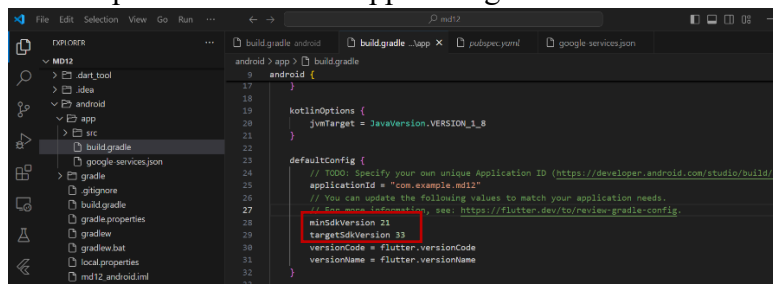 File Edit Selection View Go Run ...
md12
EXPLORER ...
build.gradle android
build.gradle ...\app
pubspec.yaml
google-services.json
MD12
android > app > build.gradle
.dart_tool
.idea
android
app
src
build.gradle
google-services.json
gradle
.gitignore
build.gradle
gradle.properties
gradlew
gradlew.bat
local.properties
md12_android.iml
9 android {
17 }
18
19 kotlinOptions {
20 jvmTarget = JavaVersion.VERSION_1_8
21 }
22
23 defaultConfig {
24 // TODO: Specify your own unique Application ID (https://developer.android.com/studio/build/
25 applicationId = "com.example.md12"
26 // You can update the following values to match your application needs.
27 // For more information, see: https://flutter.dev/to/review-gradle-config.
28 minSdkVersion 21
29 targetSdkVersion 33
30 versionCode = flutter.versionCode
31 versionName = flutter.versionName
32 }